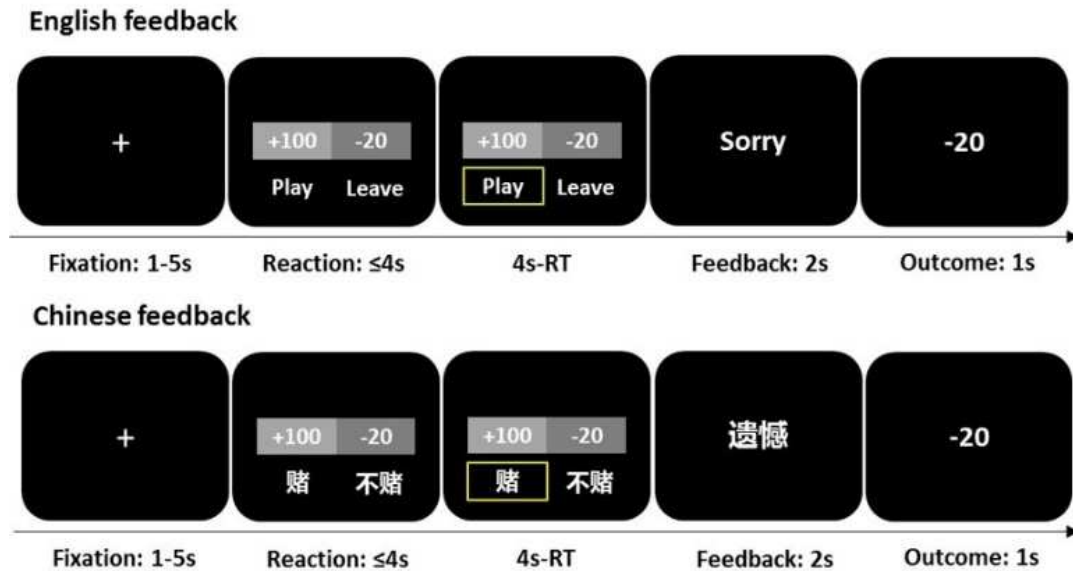 English feedback
+
+100 -20
Play Leave
+100 -20
Play Leave
Sorry
-20
Fixation: 1-5s Reaction: ≤4s 4s-RT Feedback: 2s Outcome: 1s
Chinese feedback
+
+100 -20
赌 不赌
+100 -20
赌 不赌
遗憾
-20
Fixation: 1-5s Reaction: ≤4s 4s-RT Feedback: 2s Outcome: 1s